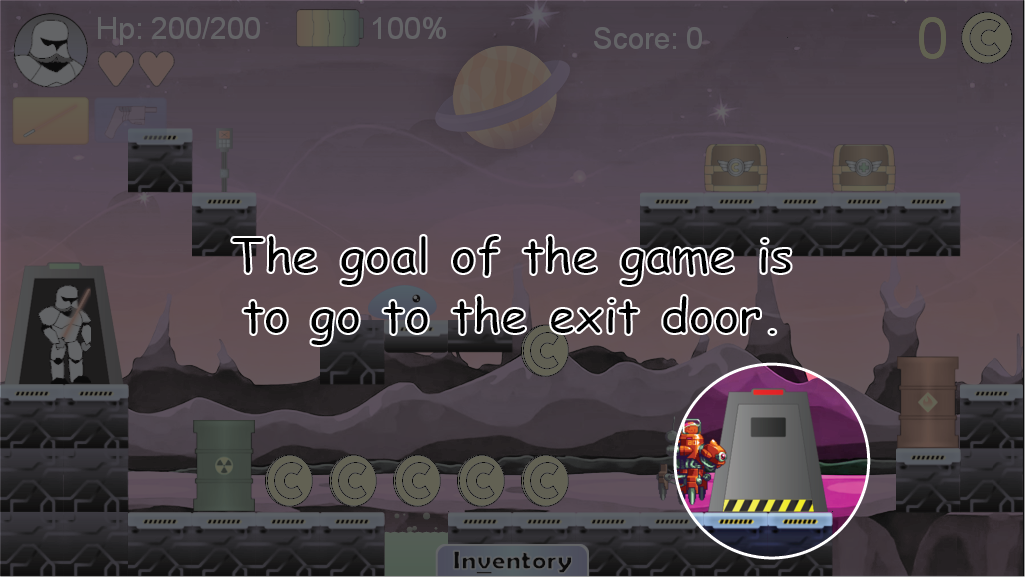 Hp: 200/200
100%
Score: 0
0
The goal of the game is
to go to the exit door.
Inventory